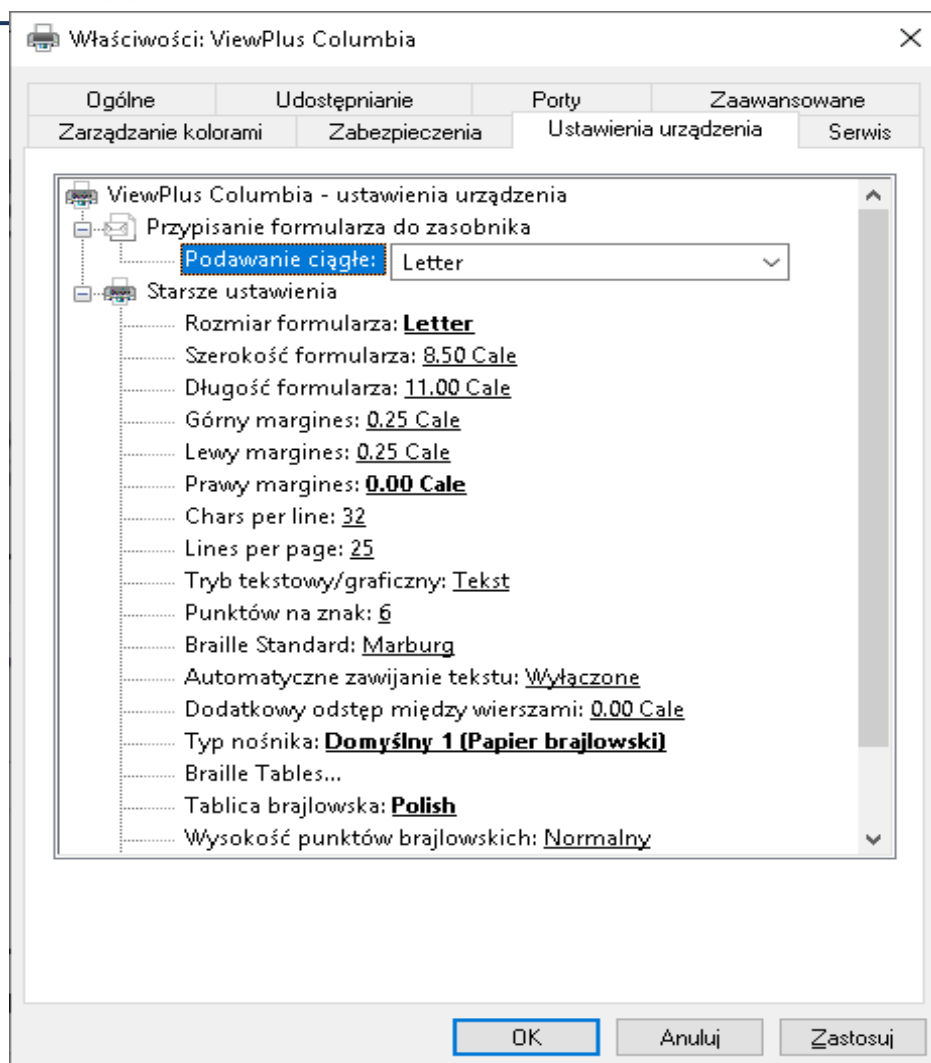 Właściwości: ViewPlus Columbia
Ogólne Udostępnianie Porty Zaawansowane
Zarządzanie kolorami Zabezpieczenia Ustawienia urządzenia Serwis
ViewPlus Columbia - ustawienia urządzenia
Przypisanie formularza do zasobnika
Podawanie ciągłe: Letter
Starsze ustawienia
Rozmiar formularza: Letter
Szerokość formularza: 8.50 Cale
Długość formularza: 11.00 Cale
Górny margines: 0.25 Cale
Lewy margines: 0.25 Cale
Prawy margines: 0.00 Cale
Chars per line: 32
Lines per page: 25
Tryb tekstowy/graficzny: Tekst
Punktów na znak: 6
Braille Standard: Marburg
Automatyczne zawijanie tekstu: Wyłączone
Dodatkowy odstęp między wierszami: 0.00 Cale
Typ nośnika: Domyślny 1 (Papier brajlowski)
Braille Tables...
Tablica brajlowska: Polish
Wysokość punktów brajlowskich: Normalny
OK Anuluj Zastosuj